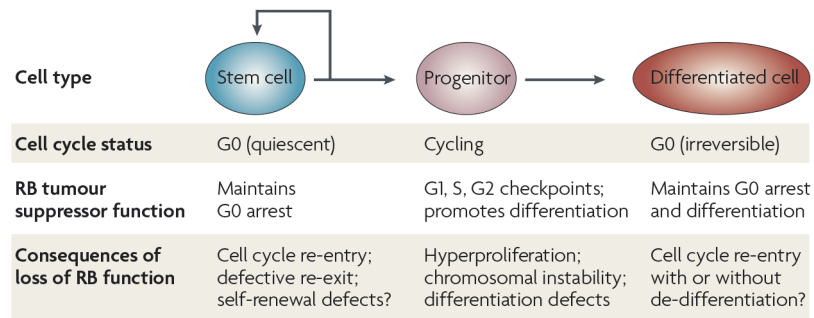 Cell type Stem cell Progenitor Differentiated cell
Cell cycle status G0 (quiescent) Cycling G0 (irreversible)
RB tumour Maintains G1, S, G2 checkpoints; Maintains G0 arrest
suppressor function G0 arrest promotes differentiation and differentiation
Consequences of Cell cycle re-entry; Hyperproliferation; Cell cycle re-entry
loss of RB function defective re-exit; chromosomal instability; with or without
self-renewal defects? differentiation defects de-differentiation?